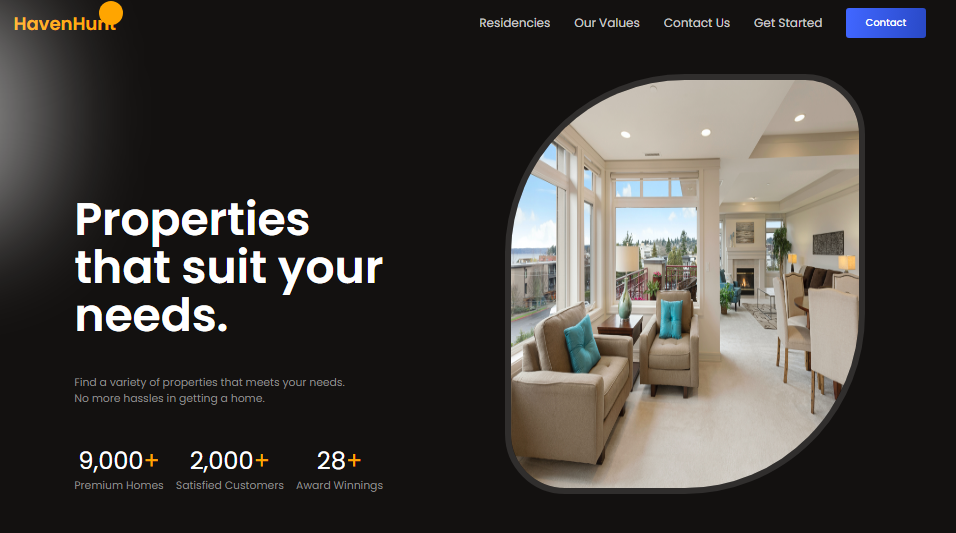 HavenHunt
Residencies
Our Values
Contact Us
Get Started
Contact
Properties
that suit your
needs.
Find a variety of properties that meets your needs.
No more hassles in getting a home.
9,000+ 2,000+ 28+
Premium Homes Satisfied Customers Award Winnings